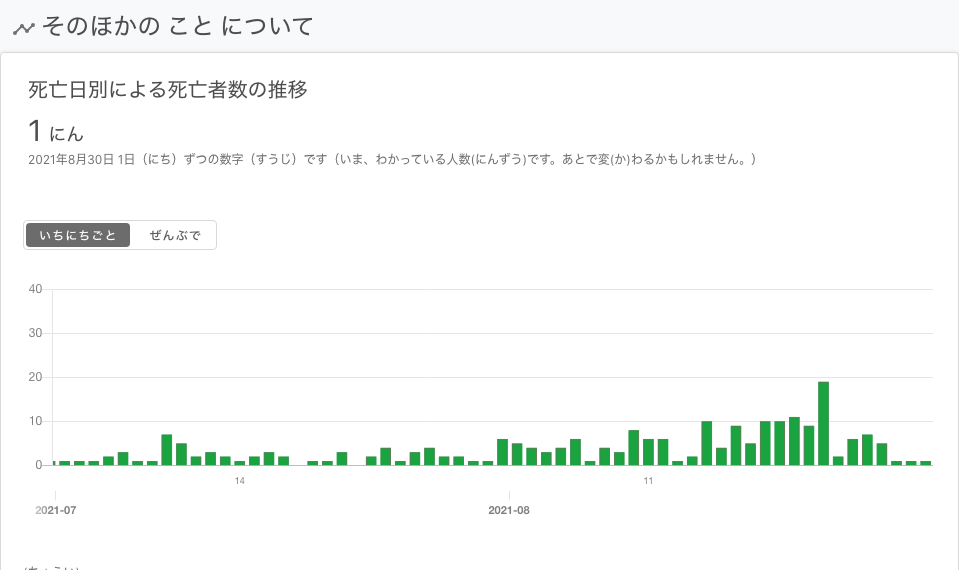 そのほかの こと について
死亡日別による死亡者数の推移
1 にん
2021年8月30日 1日（にち）ずつの数字（すうじ）です（いま、わかっている人数(にんずう)です。あとで変(か)わるかもしれません。）
いちにちごと ぜんぶで
40
30
20
10
0
14 11
2021-07 2021-08